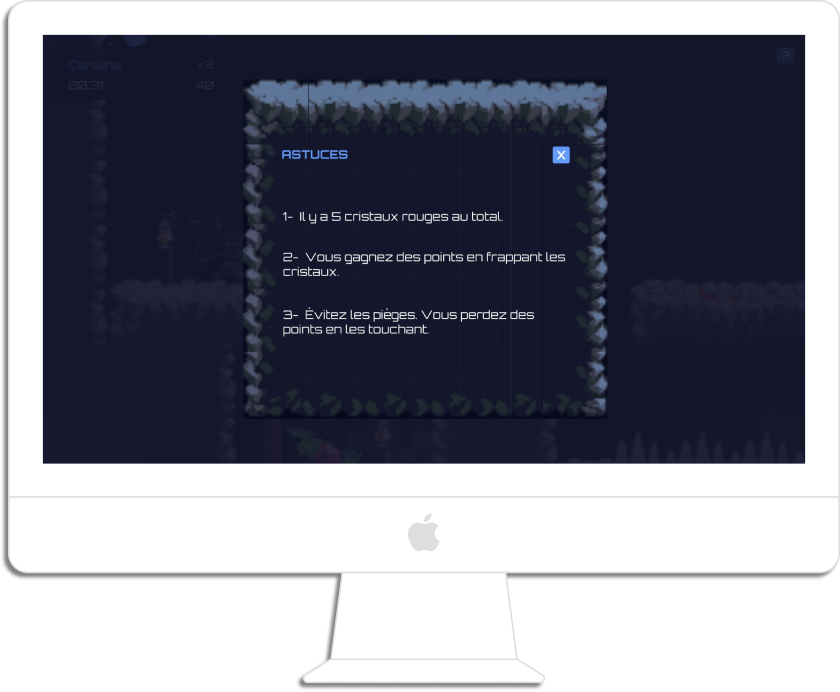 Caroline x3
00:31 40
?
ASTUCES X
1- Il y a 5 cristaux rouges au total.
2- Vous gagnez des points en frappant les
cristaux.
3- Évitez les pièges. Vous perdez des
points en les touchant.